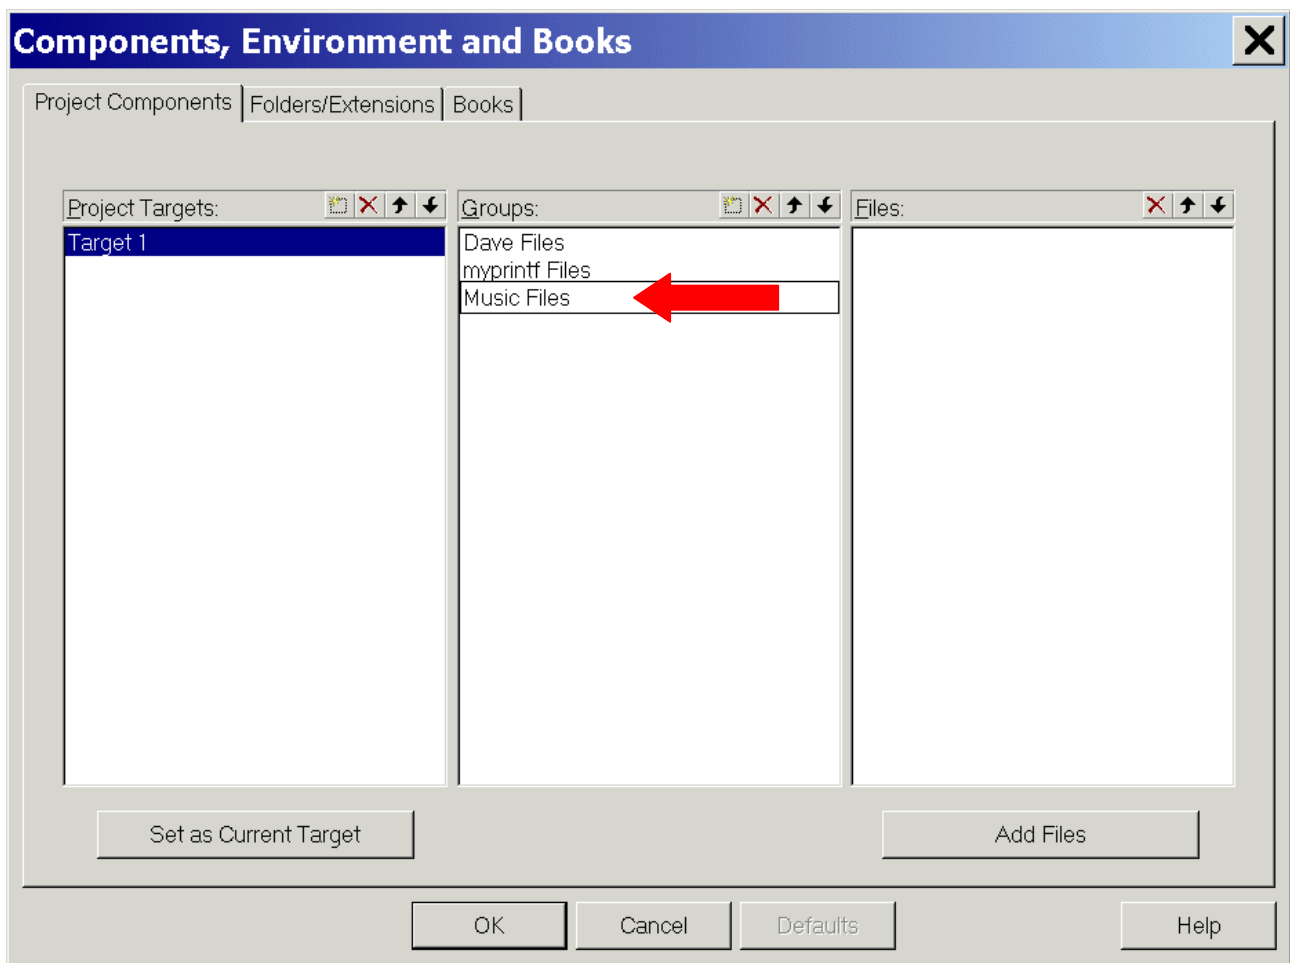 Components, Environment and Books
Project Components Folders/Extensions Books
Project Targets: Groups: Files:
Target 1
Dave Files
myprintf Files
Music Files
Set as Current Target Add Files
OK Cancel Defaults Help